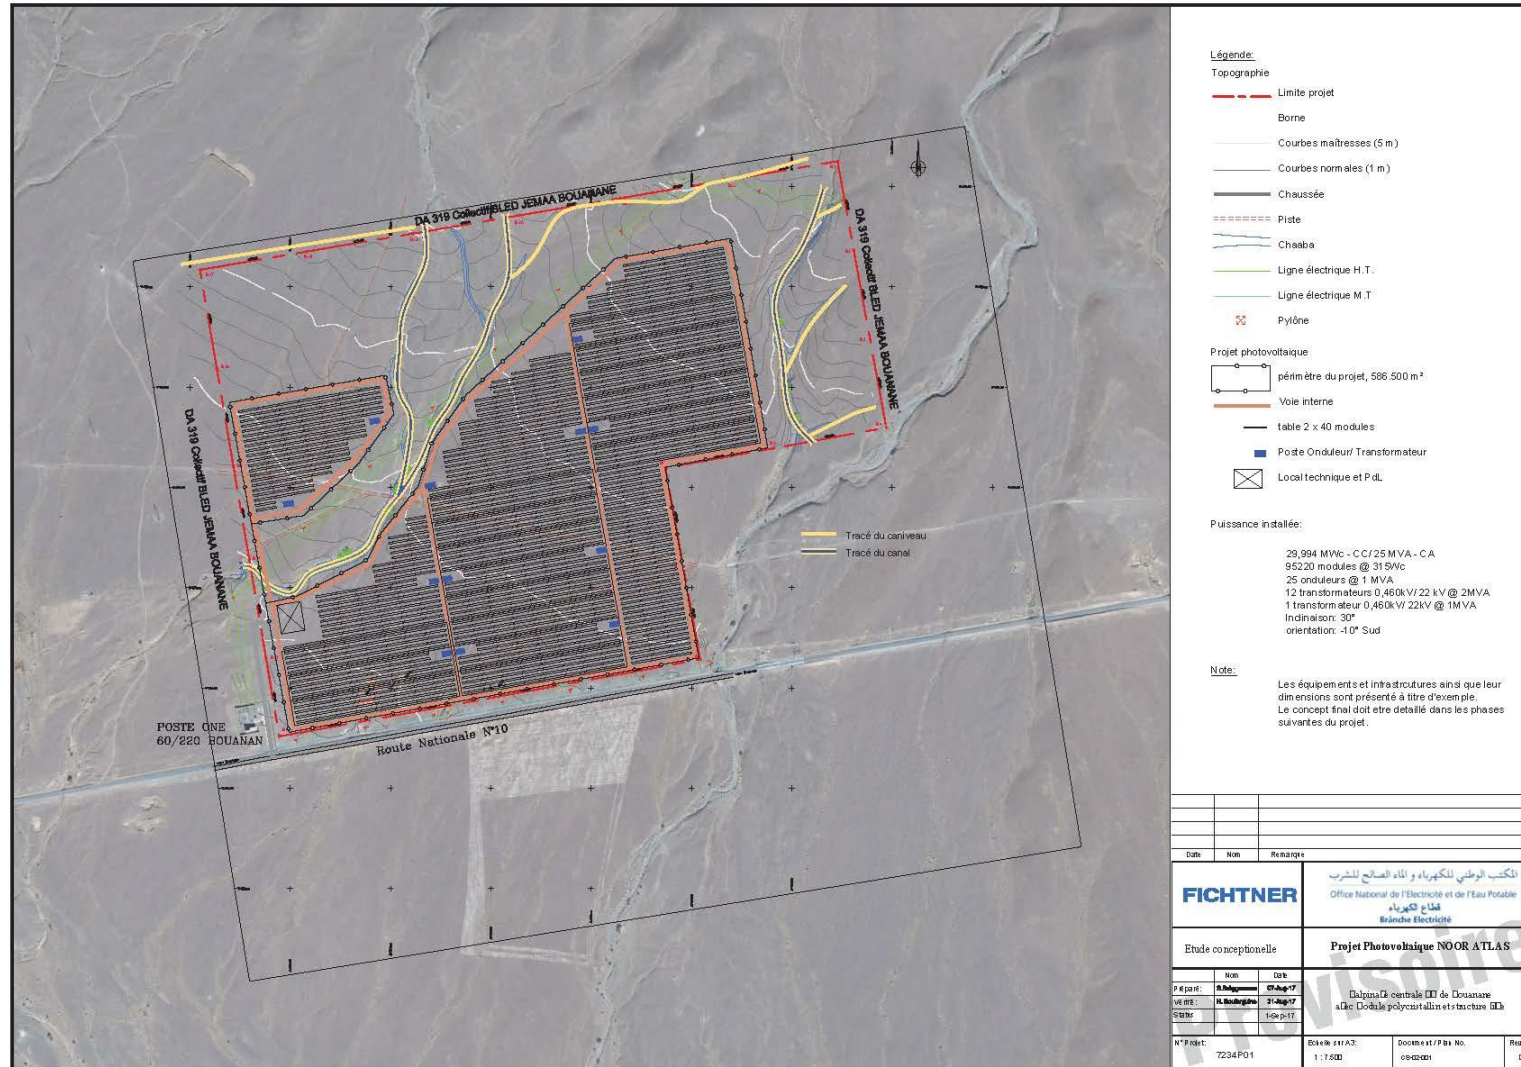 DA 319 Collectif BLED JEMAA BOUANANE
DA 319 Collectif BLED JEMAA BOUANANE
DA 319 Collectif BLED JEMAA BOUANANE
Tracé du caniveau
Tracé du canal
POSTE ONE
60/220 BOUANAN
Route Nationale N°10
Légende:
Topographie
Limite projet
Borne
Courbes maîtresses (5 m)
Courbes normales (1 m)
Chaussée
Piste
Chaaba
Ligne électrique H.T.
Ligne électrique M.T
Pylône
Projet photovoltaique
périmètre du projet, 586.500 m²
Voie interne
table 2 x 40 modules
Poste Onduleur/ Transformateur
Local technique et PdL
Puissance installée:
29,994 MWc - CC/ 25 MVA - CA
95220 modules @ 315Wc
25 onduleurs @ 1 MVA
12 transformateurs 0,460kV/ 22 kV @ 2MVA
1 transformateur 0,460kV/ 22kV @ 1MVA
Inclinaison: 30°
orientation: -10° Sud
Note:
Les équipements et infrastrcutures ainsi que leur
dimensions sont présenté à titre d'exemple.
Le concept final doit etre detaillé dans les phases
suivantes du projet.
Date Nom Remarque
FICHTNER
المكتب الوطني للكهرباء و الماء الصالح للشرب
Office National de l'Electricité et de l'Eau Potable
قطاع الكهرباء
Branche Electricité
Etude conceptionelle
Projet Photovoltaique NOOR ATLAS
Nom Date
Préparé: 07-Aug-17
vérifié: 31-Aug-17
Status 1-Sep-17
centrale de
polycristallin et structure
Provisoire
N° Projet:
7234P01
Echelle sur A3:
1 : 7.500
Document / Plan No.